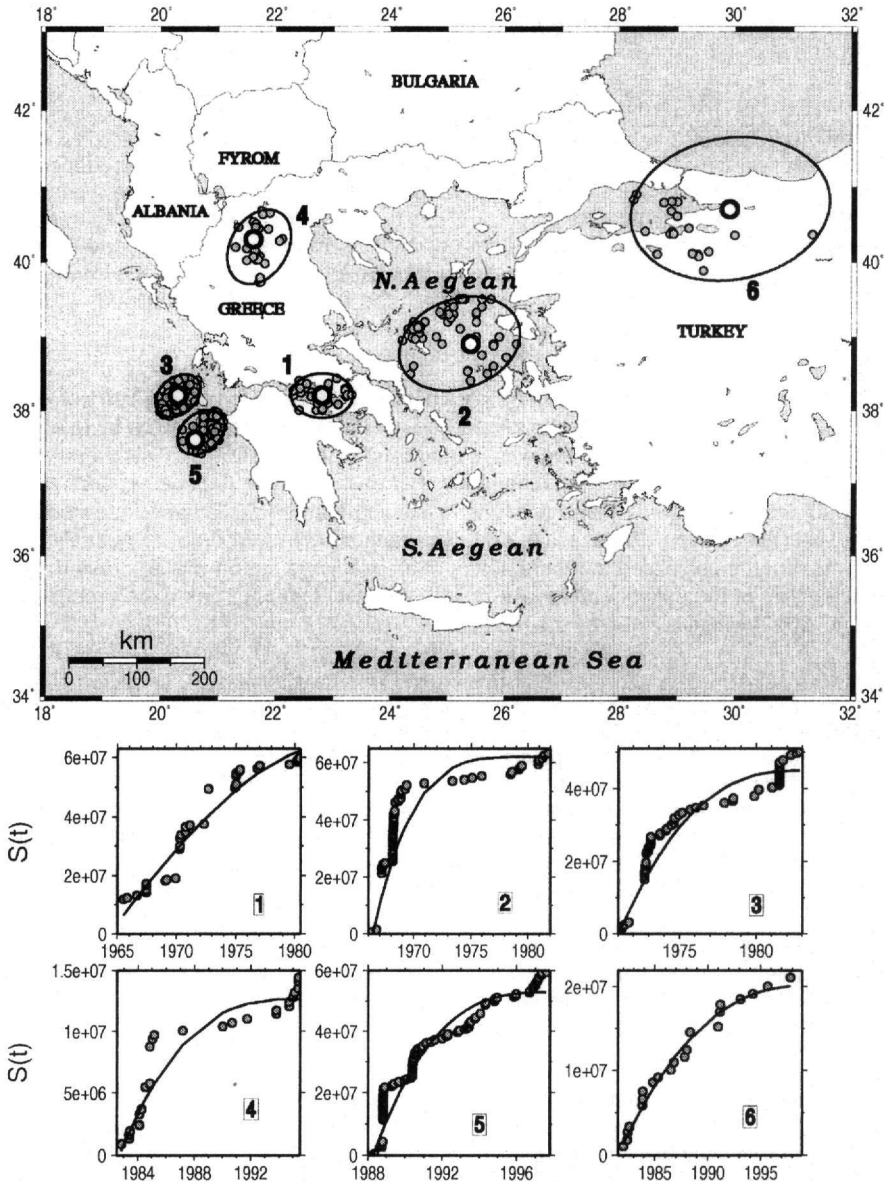 18 20 22 24 26 28 30 32
42˚ 42˚
40˚ 40˚
38˚ 38˚
36˚ 36˚
34˚ 34˚
18 20 22 24 26 28 30 32
BULGARIA
FYROM
ALBANIA
4
N. Aegean
6
GREECE
TURKEY
3
1
2
5
S. Aegean
km
0 100 200
Mediterranean Sea
S(t)
6e+07
4e+07
2e+07
0
1965 1970 1975 1980
1
6e+07
4e+07
2e+07
0
1970 1975 1980
2
4e+07
2e+07
0
1975 1980
3
S(t)
1.5e+07
1e+07
5e+06
0
1984 1988 1992
4
6e+07
4e+07
2e+07
0
1988 1992 1996
5
2e+07
1e+07
0
1985 1990 1995
6